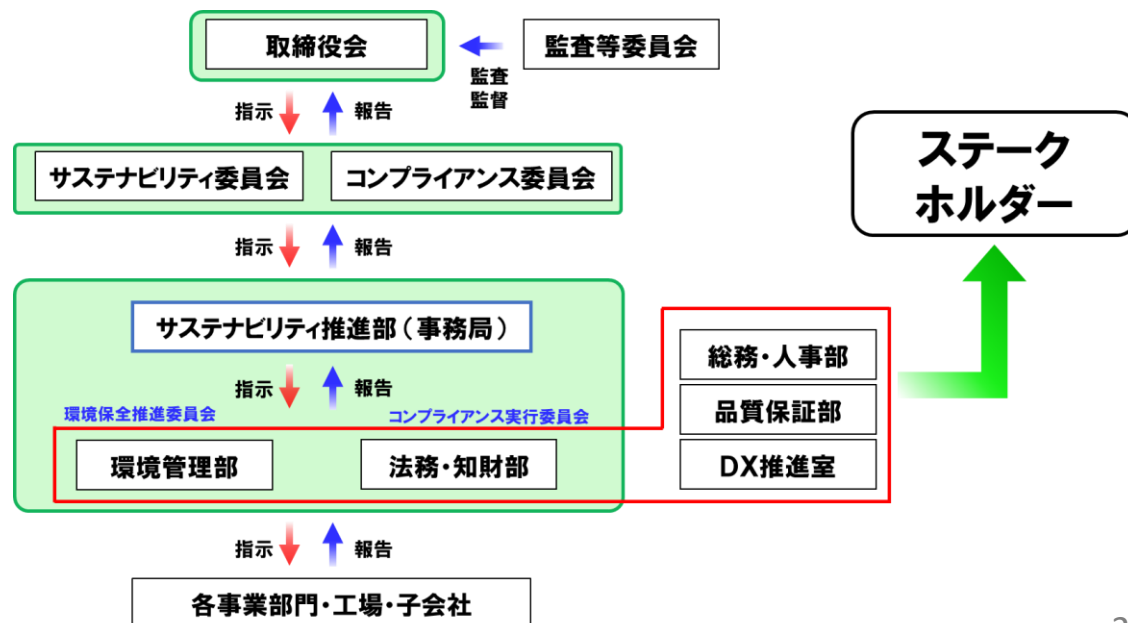 取締役会
監査等委員会
監査
監督
指示
報告
サステナビリティ委員会
コンプライアンス委員会
ステーク
ホルダー
指示
報告
サステナビリティ推進部(事務局)
総務・人事部
指示
報告
環境保全推進委員会
コンプライアンス実行委員会
品質保証部
環境管理部
法務・知財部
DX推進室
指示
報告
各事業部門・工場・子会社